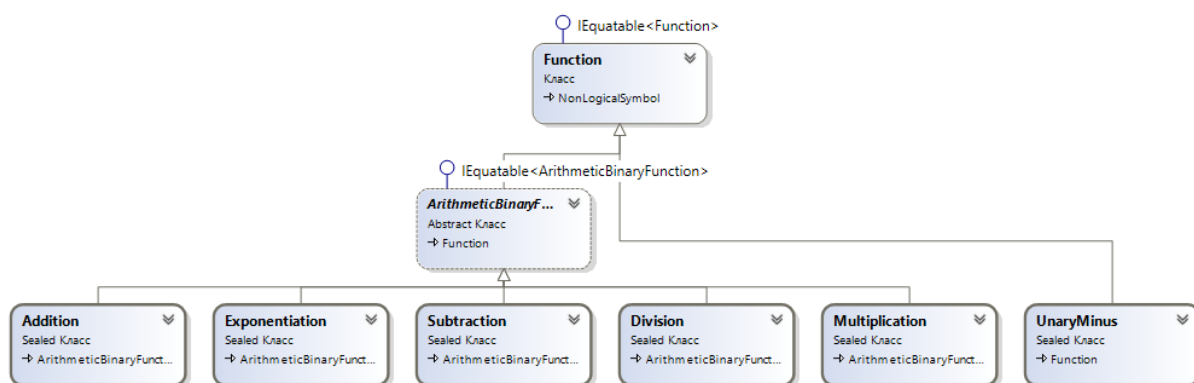 IEquatable<Function>
Function
Класс
NonLogicalSymbol
IEquatable<ArithmeticBinaryFunction>
ArithmeticBinaryF...
Abstract Класс
Function
Addition
Sealed Класс
ArithmeticBinaryFunct...
Exponentiation
Sealed Класс
ArithmeticBinaryFunct...
Subtraction
Sealed Класс
ArithmeticBinaryFunct...
Division
Sealed Класс
ArithmeticBinaryFunct...
Multiplication
Sealed Класс
ArithmeticBinaryFunct...
UnaryMinus
Sealed Класс
Function